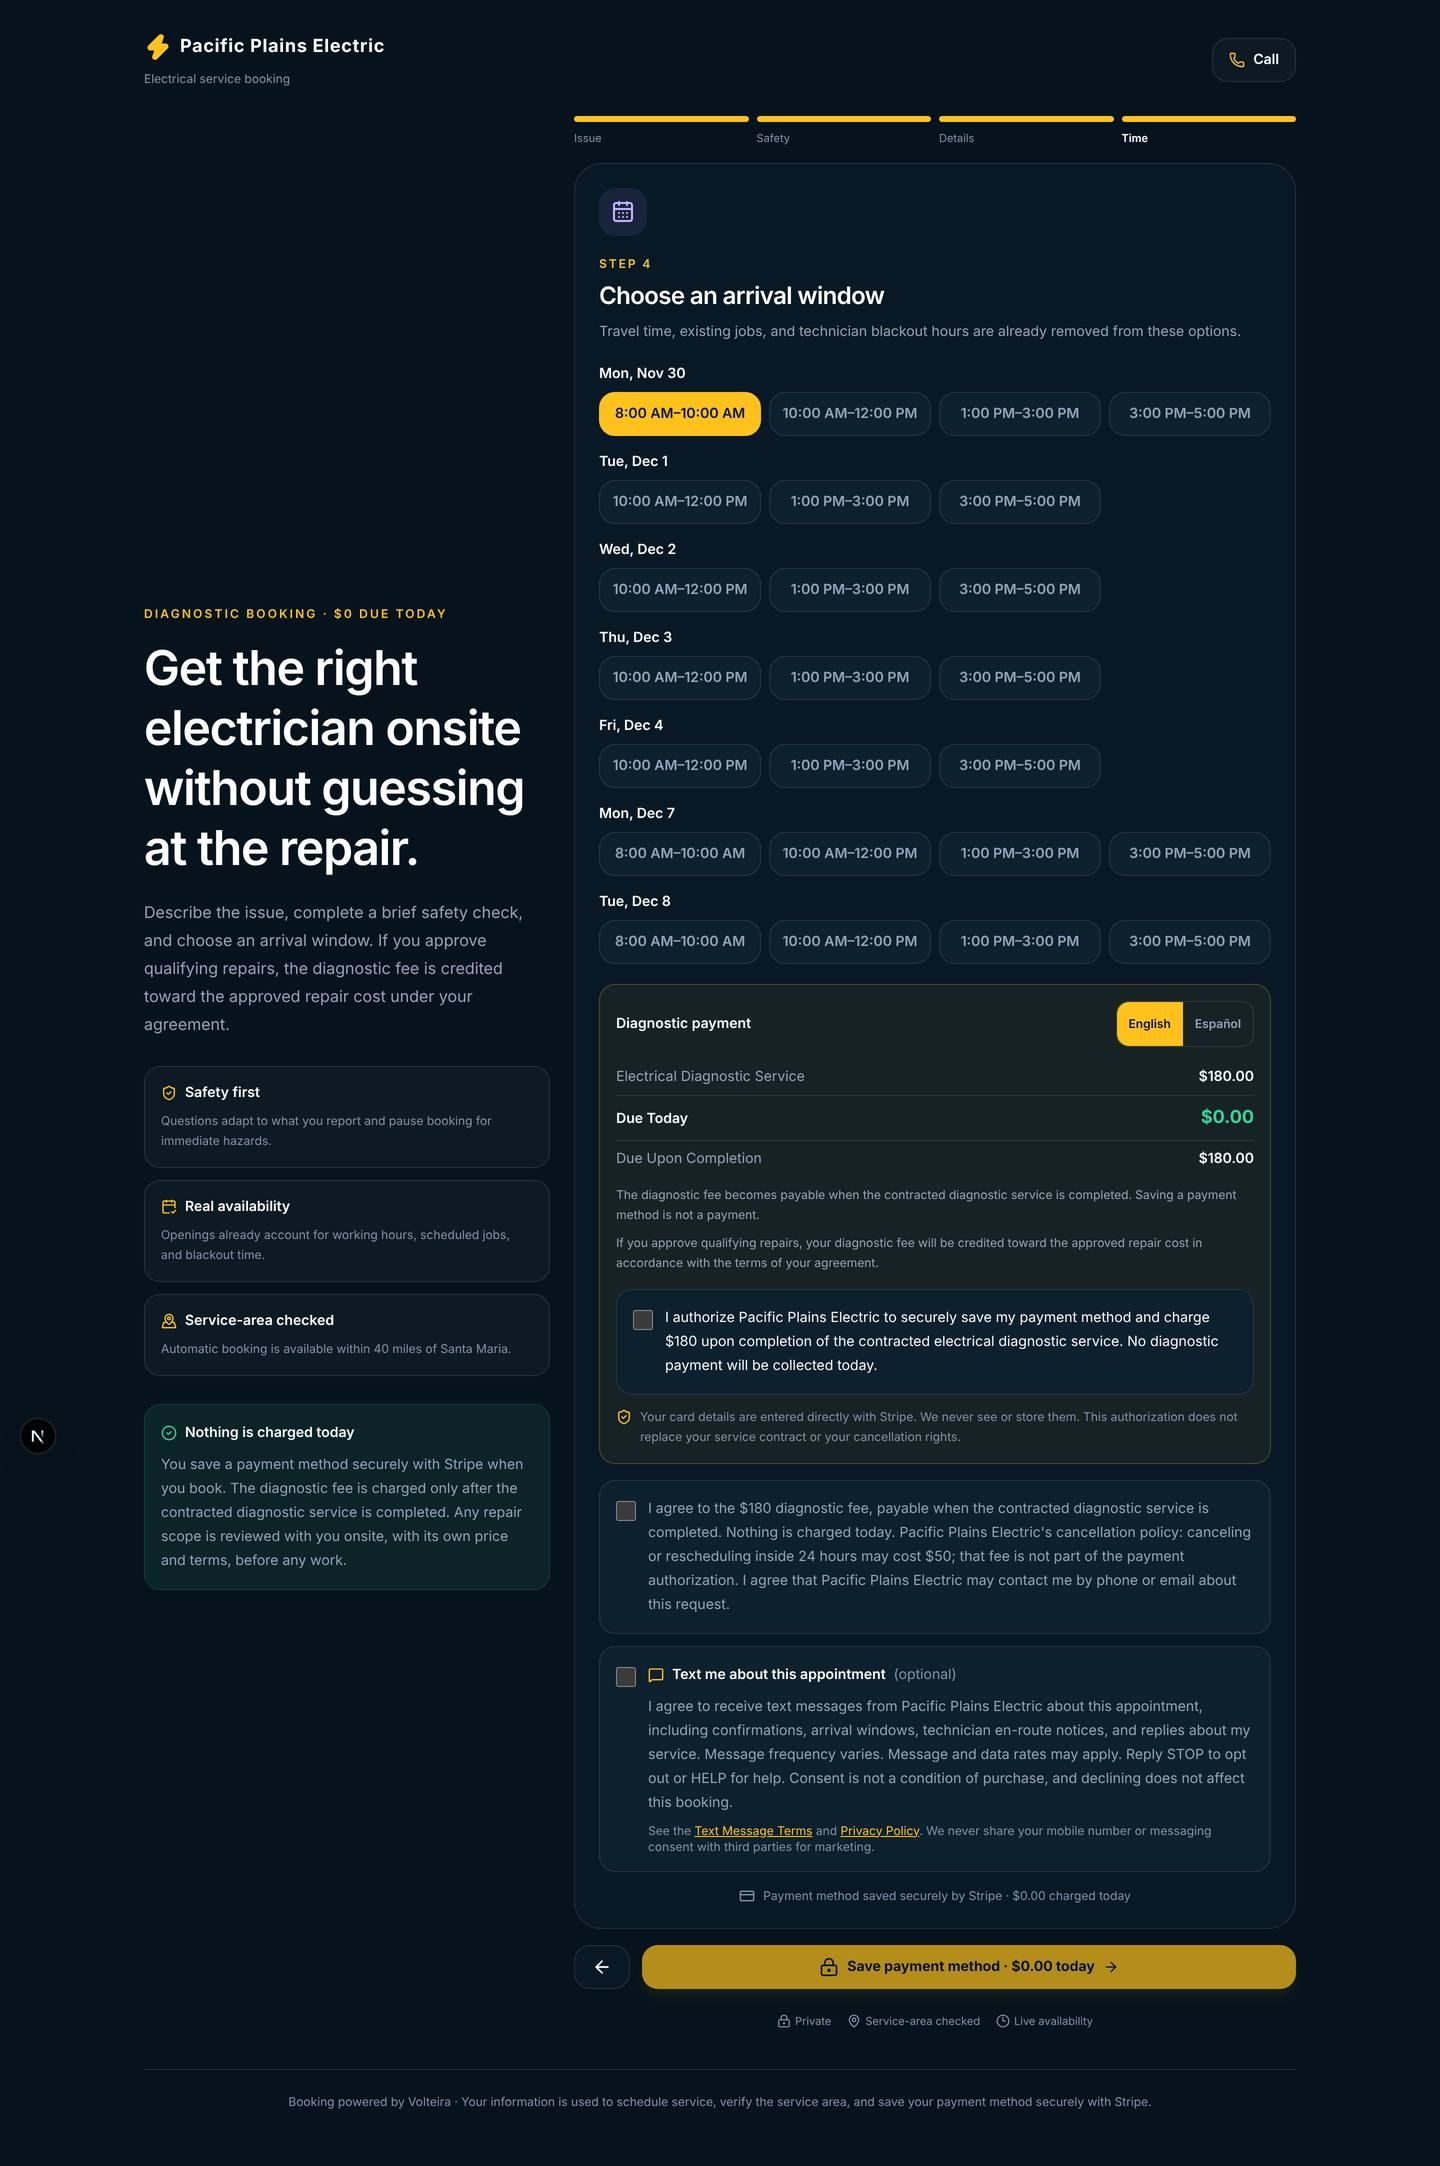 Pacific Plains Electric
Electrical service booking
Call
Issue
Safety
Details
Time
STEP 4
Choose an arrival window
Travel time, existing jobs, and technician blackout hours are already removed from these options.
Mon, Nov 30
8:00 AM–10:00 AM
10:00 AM–12:00 PM
1:00 PM–3:00 PM
3:00 PM–5:00 PM
Tue, Dec 1
10:00 AM–12:00 PM
1:00 PM–3:00 PM
3:00 PM–5:00 PM
Wed, Dec 2
10:00 AM–12:00 PM
1:00 PM–3:00 PM
3:00 PM–5:00 PM
Thu, Dec 3
10:00 AM–12:00 PM
1:00 PM–3:00 PM
3:00 PM–5:00 PM
Fri, Dec 4
10:00 AM–12:00 PM
1:00 PM–3:00 PM
3:00 PM–5:00 PM
Mon, Dec 7
8:00 AM–10:00 AM
10:00 AM–12:00 PM
1:00 PM–3:00 PM
3:00 PM–5:00 PM
Tue, Dec 8
8:00 AM–10:00 AM
10:00 AM–12:00 PM
1:00 PM–3:00 PM
3:00 PM–5:00 PM
DIAGNOSTIC BOOKING · $0 DUE TODAY
Get the right
electrician onsite
without guessing
at the repair.
Describe the issue, complete a brief safety check,
and choose an arrival window. If you approve
qualifying repairs, the diagnostic fee is credited
toward the approved repair cost under your
agreement.
Safety first
Questions adapt to what you report and pause booking for
immediate hazards.
Real availability
Openings already account for working hours, scheduled jobs,
and blackout time.
Service-area checked
Automatic booking is available within 40 miles of Santa Maria.
Nothing is charged today
You save a payment method securely with Stripe when
you book. The diagnostic fee is charged only after the
contracted diagnostic service is completed. Any repair
scope is reviewed with you onsite, with its own price
and terms, before any work.
N
Diagnostic payment
English
Español
Electrical Diagnostic Service
$180.00
Due Today
$0.00
Due Upon Completion
$180.00
The diagnostic fee becomes payable when the contracted diagnostic service is completed. Saving a payment
method is not a payment.
If you approve qualifying repairs, your diagnostic fee will be credited toward the approved repair cost in
accordance with the terms of your agreement.
I authorize Pacific Plains Electric to securely save my payment method and charge
$180 upon completion of the contracted electrical diagnostic service. No diagnostic
payment will be collected today.
Your card details are entered directly with Stripe. We never see or store them. This authorization does not
replace your service contract or your cancellation rights.
I agree to the $180 diagnostic fee, payable when the contracted diagnostic service is
completed. Nothing is charged today. Pacific Plains Electric's cancellation policy: canceling
or rescheduling inside 24 hours may cost $50; that fee is not part of the payment
authorization. I agree that Pacific Plains Electric may contact me by phone or email about
this request.
Text me about this appointment (optional)
I agree to receive text messages from Pacific Plains Electric about this appointment,
including confirmations, arrival windows, technician en-route notices, and replies about my
service. Message frequency varies. Message and data rates may apply. Reply STOP to opt
out or HELP for help. Consent is not a condition of purchase, and declining does not affect
this booking.
See the Text Message Terms and Privacy Policy. We never share your mobile number or messaging
consent with third parties for marketing.
Payment method saved securely by Stripe · $0.00 charged today
Save payment method · $0.00 today
Private
Service-area checked
Live availability
Booking powered by Volteira · Your information is used to schedule service, verify the service area, and save your payment method securely with Stripe.